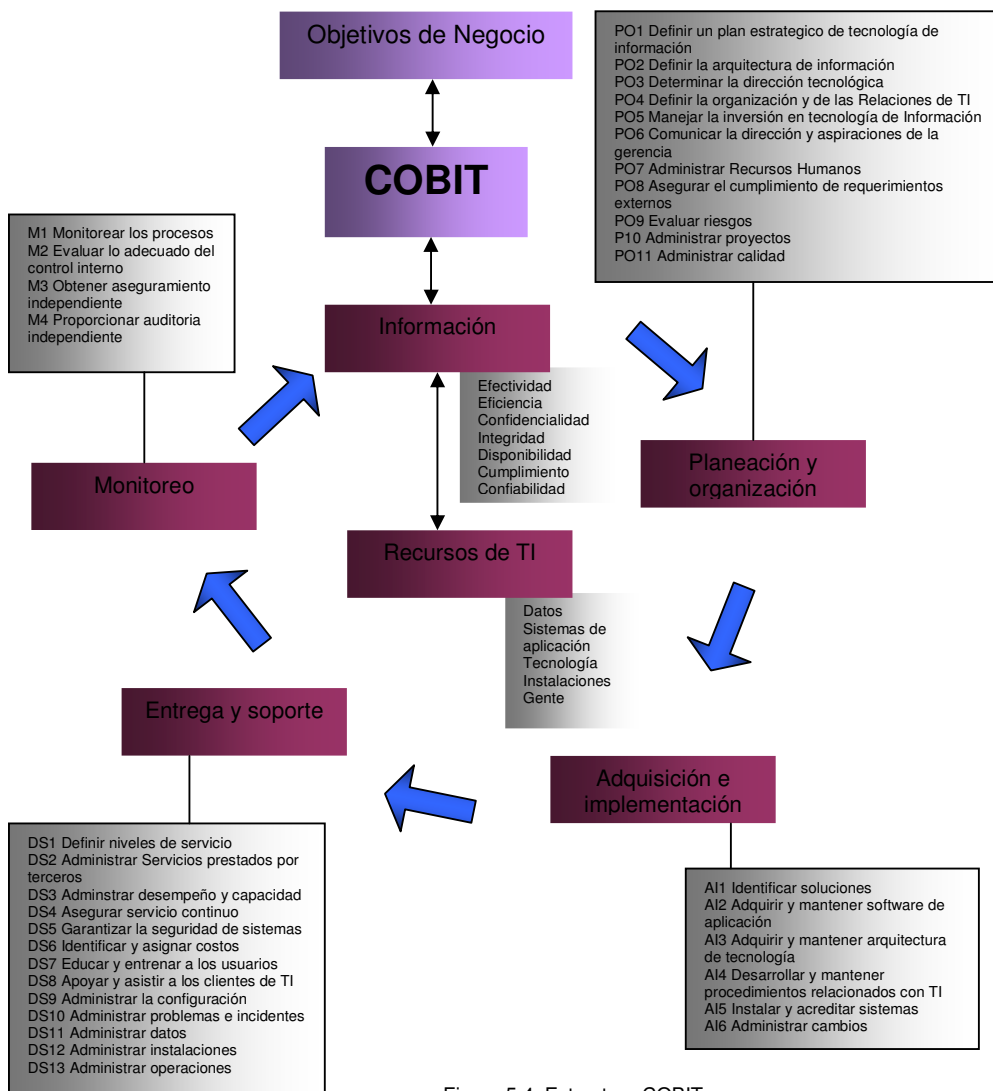 Objetivos de Negocio
COBIT
PO1 Definir un plan estrategico de tecnología de
información
PO2 Definir la arquitectura de información
PO3 Determinar la dirección tecnológica
PO4 Definir la organización y de las Relaciones de TI
PO5 Manejar la inversión en tecnología de Información
PO6 Comunicar la dirección y aspiraciones de la
gerencia
PO7 Administrar Recursos Humanos
PO8 Asegurar el cumplimiento de requerimientos
externos
PO9 Evaluar riesgos
P10 Administrar proyectos
PO11 Administrar calidad
M1 Monitorear los procesos
M2 Evaluar lo adecuado del
control interno
M3 Obtener aseguramiento
independiente
M4 Proporcionar auditoria
independiente
Información
Efectividad
Eficiencia
Confidencialidad
Integridad
Disponibilidad
Cumplimiento
Confiabilidad
Monitoreo
Planeación y
organización
Recursos de TI
Datos
Sistemas de
aplicación
Tecnología
Instalaciones
Gente
Entrega y soporte
Adquisición e
implementación
DS1 Definir niveles de servicio
DS2 Administrar Servicios prestados por
terceros
DS3 Adminstrar desempeño y capacidad
DS4 Asegurar servicio continuo
DS5 Garantizar la seguridad de sistemas
DS6 Identificar y asignar costos
DS7 Educar y entrenar a los usuarios
DS8 Apoyar y asistir a los clientes de TI
DS9 Administrar la configuración
DS10 Administrar problemas e incidentes
DS11 Administrar datos
DS12 Administrar instalaciones
DS13 Administrar operaciones
AI1 Identificar soluciones
AI2 Adquirir y mantener software de
aplicación
AI3 Adquirir y mantener arquitectura
de tecnología
AI4 Desarrollar y mantener
procedimientos relacionados con TI
AI5 Instalar y acreditar sistemas
AI6 Administrar cambios